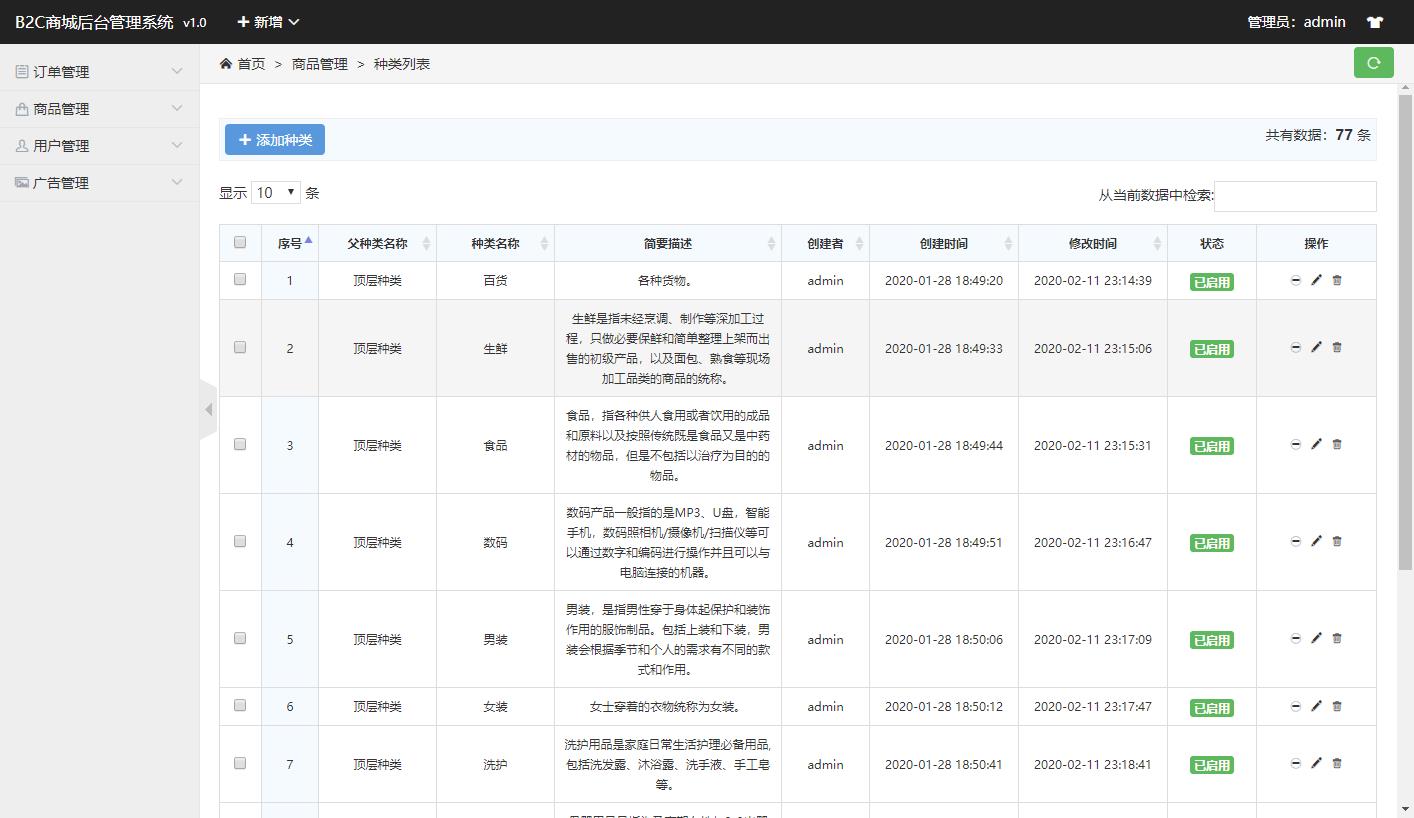 B2C商城后台管理系统 v1.0 新增 管理员：admin
首页 > 商品管理 > 种类列表
订单管理
商品管理
用户管理
广告管理
添加种类 共有数据：77 条
显示 10 条 从当前数据中检索:
序号 父种类名称 种类名称 简要描述 创建者 创建时间 修改时间 状态 操作
1 顶层种类 百货 各种货物。 admin 2020-01-28 18:49:20 2020-02-11 23:14:39 已启用
2 顶层种类 生鲜 生鲜是指未经烹调、制作等深加工过
程，只做必要保鲜和简单整理上架而出
售的初级产品，以及面包、熟食等现场
加工品类的商品的统称。 admin 2020-01-28 18:49:33 2020-02-11 23:15:06 已启用
3 顶层种类 食品 食品，指各种供人食用或者饮用的成品
和原料以及按照传统既是食品又是中药
材的物品，但是不包括以治疗为目的的
物品。 admin 2020-01-28 18:49:44 2020-02-11 23:15:31 已启用
4 顶层种类 数码 数码产品一般指的是MP3、U盘，智能
手机，数码照相机/摄像机/扫描仪等可
以通过数字和编码进行操作并且可以与
电脑连接的机器。 admin 2020-01-28 18:49:51 2020-02-11 23:16:47 已启用
5 顶层种类 男装 男装，是指男性穿于身体起保护和装饰
作用的服饰制品。包括上装和下装，男
装会根据季节和个人的需求有不同的款
式和作用。 admin 2020-01-28 18:50:06 2020-02-11 23:17:09 已启用
6 顶层种类 女装 女士穿着的衣物统称为女装。 admin 2020-01-28 18:50:12 2020-02-11 23:17:47 已启用
7 顶层种类 洗护 洗护用品是家庭日常生活护理必备用品,
包括洗发露、沐浴露、洗手液、手工皂
等。 admin 2020-01-28 18:50:41 2020-02-11 23:18:41 已启用